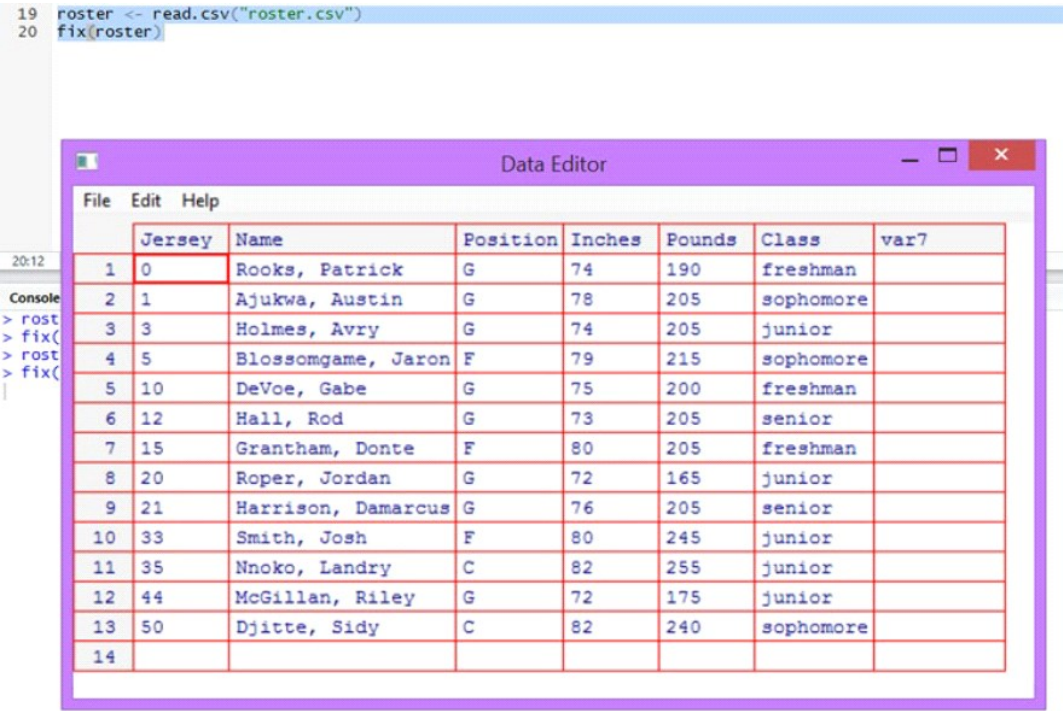 19 roster <- read.csv("roster.csv")
20 fix(roster)
Data Editor
File Edit Help
Jersey Name Position Inches Pounds Class var7
1 0 Rooks, Patrick G 74 190 freshman
2 1 Ajukwa, Austin G 78 205 sophomore
3 3 Holmes, Avry G 74 205 junior
4 5 Blossomgame, Jaron F 79 215 sophomore
5 10 DeVoe, Gabe G 75 200 freshman
6 12 Hall, Rod G 73 205 senior
7 15 Grantham, Donte F 80 205 freshman
8 20 Roper, Jordan G 72 165 junior
9 21 Harrison, Damarcus G 76 205 senior
10 33 Smith, Josh F 80 245 junior
11 35 Nnoko, Landry C 82 255 junior
12 44 McGillan, Riley G 72 175 junior
13 50 Djitte, Sidy C 82 240 sophomore
14
20:12
Console
> rost
> fix(
> rost
> fix(